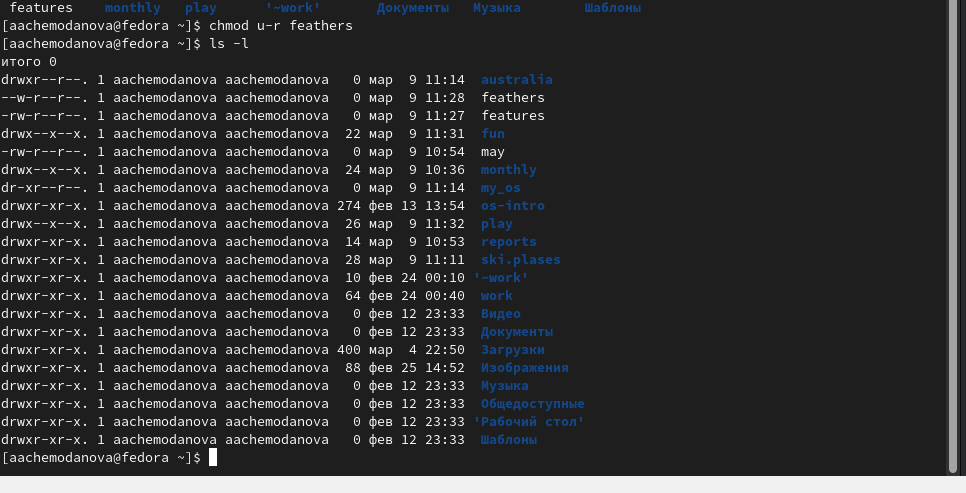 features monthly play '~work' Документы Музыка Шаблоны
[aachemodanova@fedora ~]$ chmod u-r feathers
[aachemodanova@fedora ~]$ ls -l
итого 0
drwxr--r--. 1 aachemodanova aachemodanova 0 мар 9 11:14 australia
--w-r--r--. 1 aachemodanova aachemodanova 0 мар 9 11:28 feathers
-rw-r--r--. 1 aachemodanova aachemodanova 0 мар 9 11:27 features
drwx--x--x. 1 aachemodanova aachemodanova 22 мар 9 11:31 fun
-rw-r--r--. 1 aachemodanova aachemodanova 0 мар 9 10:54 may
drwx--x--x. 1 aachemodanova aachemodanova 24 мар 9 10:36 monthly
dr-xr--r--. 1 aachemodanova aachemodanova 0 мар 9 11:14 my_os
drwxr-xr-x. 1 aachemodanova aachemodanova 274 фев 13 13:54 os-intro
drwx--x--x. 1 aachemodanova aachemodanova 26 мар 9 11:32 play
drwxr-xr-x. 1 aachemodanova aachemodanova 14 мар 9 10:53 reports
drwxr-xr-x. 1 aachemodanova aachemodanova 28 мар 9 11:11 ski.plases
drwxr-xr-x. 1 aachemodanova aachemodanova 10 фев 24 00:10 '~work'
drwxr-xr-x. 1 aachemodanova aachemodanova 64 фев 24 00:40 work
drwxr-xr-x. 1 aachemodanova aachemodanova 0 фев 12 23:33 Видео
drwxr-xr-x. 1 aachemodanova aachemodanova 0 фев 12 23:33 Документы
drwxr-xr-x. 1 aachemodanova aachemodanova 400 мар 4 22:50 Загрузки
drwxr-xr-x. 1 aachemodanova aachemodanova 88 фев 25 14:52 Изображения
drwxr-xr-x. 1 aachemodanova aachemodanova 0 фев 12 23:33 Музыка
drwxr-xr-x. 1 aachemodanova aachemodanova 0 фев 12 23:33 Общедоступные
drwxr-xr-x. 1 aachemodanova aachemodanova 0 фев 12 23:33 'Рабочий стол'
drwxr-xr-x. 1 aachemodanova aachemodanova 0 фев 12 23:33 Шаблоны
[aachemodanova@fedora ~]$